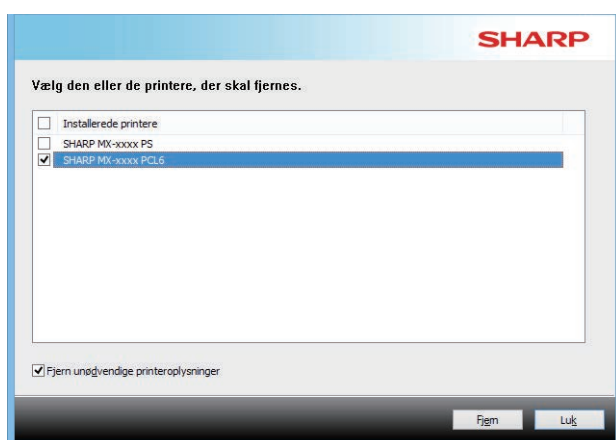 SHARP
Vælg den eller de printere, der skal fjernes.
Installerede printere
SHARP MX-xxxx PS
SHARP MX-xxxx PCL6
Fjern unødvendige printeroplysninger
Fjern
Luk